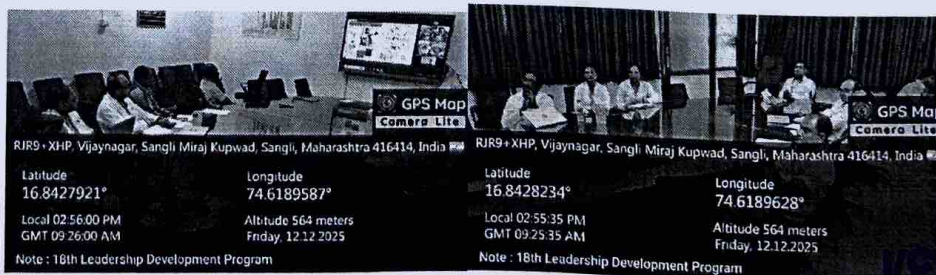 GPS Map
Camera Lite
RJR9+XHP, Vijaynagar, Sangli Miraj Kupwad, Sangli, Maharashtra 416414, India
Latitude
16.8427921°
Longitude
74.6189587°
Local 02:56:00 PM
GMT 09:26:00 AM
Altitude 564 meters
Friday, 12.12.2025
Note : 18th Leadership Development Program
GPS Map
Camera Lite
RJR9+XHP, Vijaynagar, Sangli Miraj Kupwad, Sangli, Maharashtra 416414, India
Latitude
16.8428234°
Longitude
74.6189628°
Local 02:55:35 PM
GMT 09:25:35 AM
Altitude 564 meters
Friday, 12.12.2025
Note : 18th Leadership Development Program